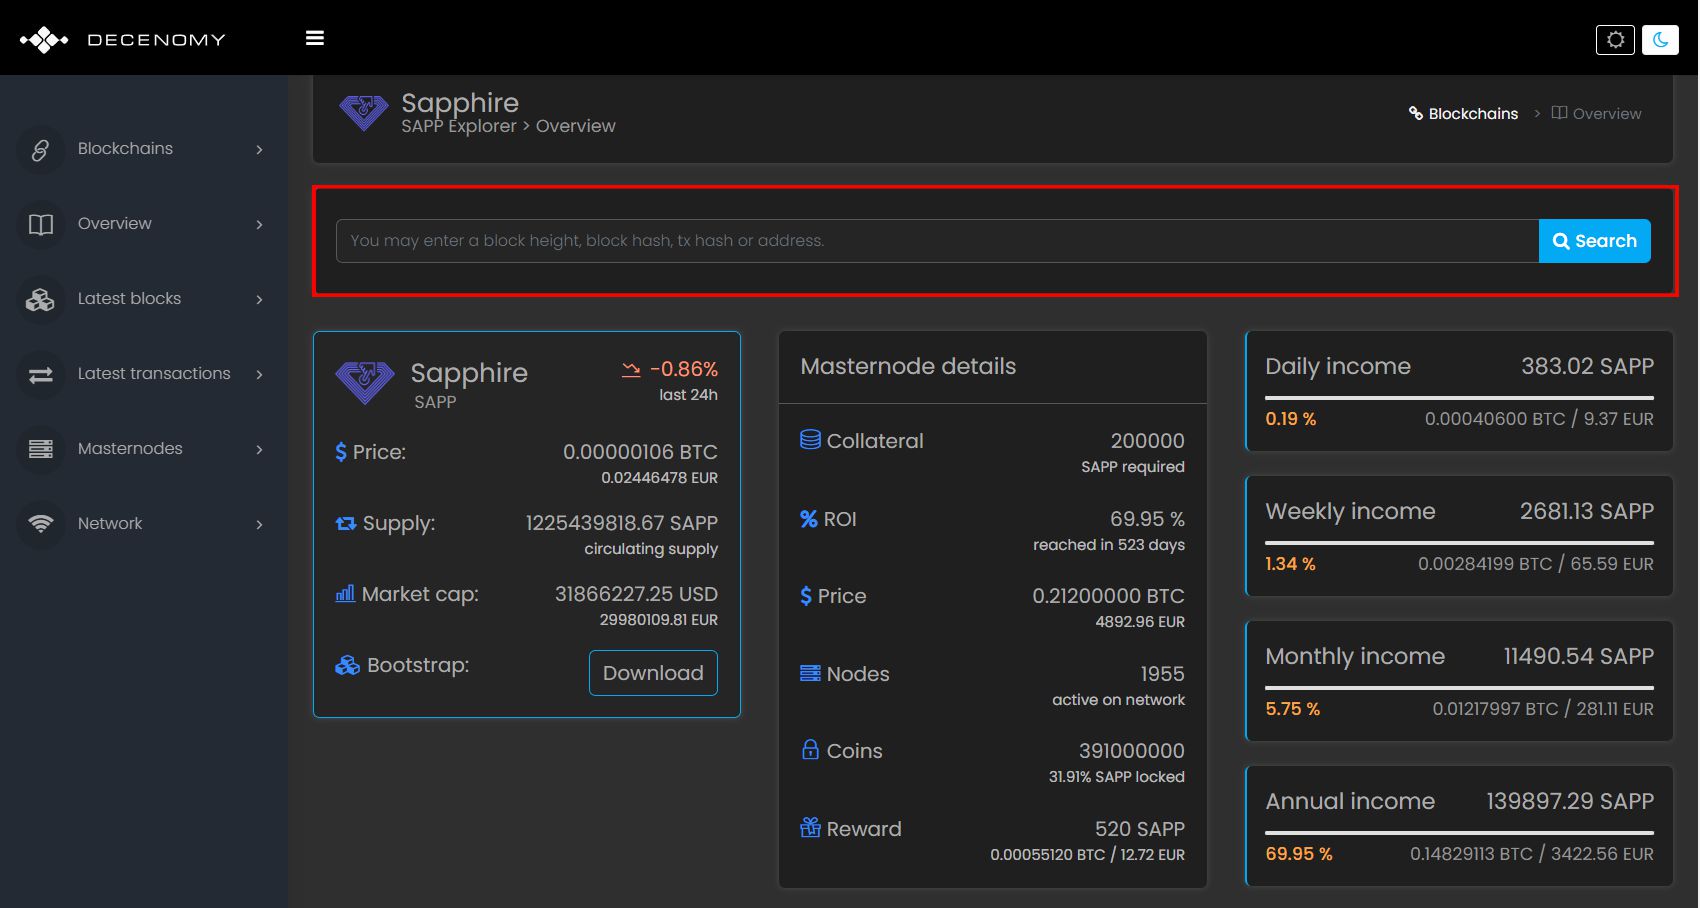 DECENOMY
Blockchains
Overview
Latest blocks
Latest transactions
Masternodes
Network
Sapphire
SAPP Explorer > Overview
Blockchains > Overview
You may enter a block height, block hash, tx hash or address.
Search
Sapphire
SAPP
-0.86%
last 24h
Price: 0.00000106 BTC
0.02446478 EUR
Supply: 1225439818.67 SAPP
circulating supply
Market cap: 31866227.25 USD
29980109.81 EUR
Bootstrap: Download
Masternode details
Collateral 200000
SAPP required
ROI 69.95 %
reached in 523 days
Price 0.21200000 BTC
4892.96 EUR
Nodes 1955
active on network
Coins 391000000
31.91% SAPP locked
Reward 520 SAPP
0.00055120 BTC / 12.72 EUR
Daily income 383.02 SAPP
0.19 % 0.00040600 BTC / 9.37 EUR
Weekly income 2681.13 SAPP
1.34 % 0.00284199 BTC / 65.59 EUR
Monthly income 11490.54 SAPP
5.75 % 0.01217997 BTC / 281.11 EUR
Annual income 139897.29 SAPP
69.95 % 0.14829113 BTC / 3422.56 EUR